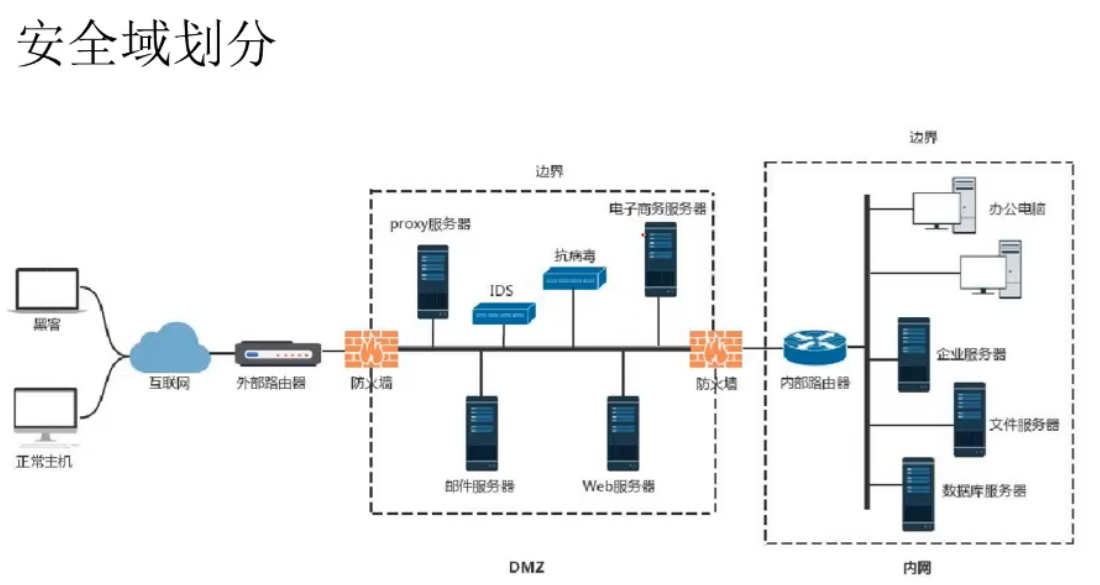 安全域划分
边界
边界
proxy服务器
电子商务服务器
办公电脑
抗病毒
IDS
黑客
互联网
外部路由器
防火墙
防火墙
内部路由器
企业服务器
文件服务器
正常主机
邮件服务器
Web服务器
数据库服务器
DMZ
内网